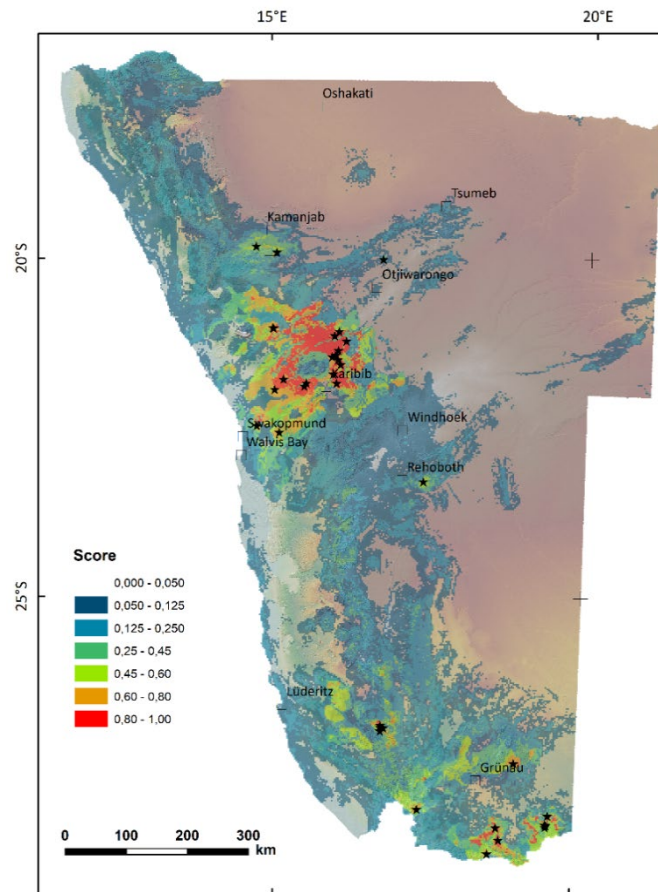 15°E
20°E
Oshakati
Tsumeb
Kamanjab
20°S
Otjiwarongo
Karibib
Windhoek
Swakopmund
Walvis Bay
Rehoboth
Score
0,000 - 0,050
0,050 - 0,125
0,125 - 0,250
0,25 - 0,45
0,45 - 0,60
0,60 - 0,80
0,80 - 1,00
25°S
Lüderitz
Grünau
0 100 200 300
km